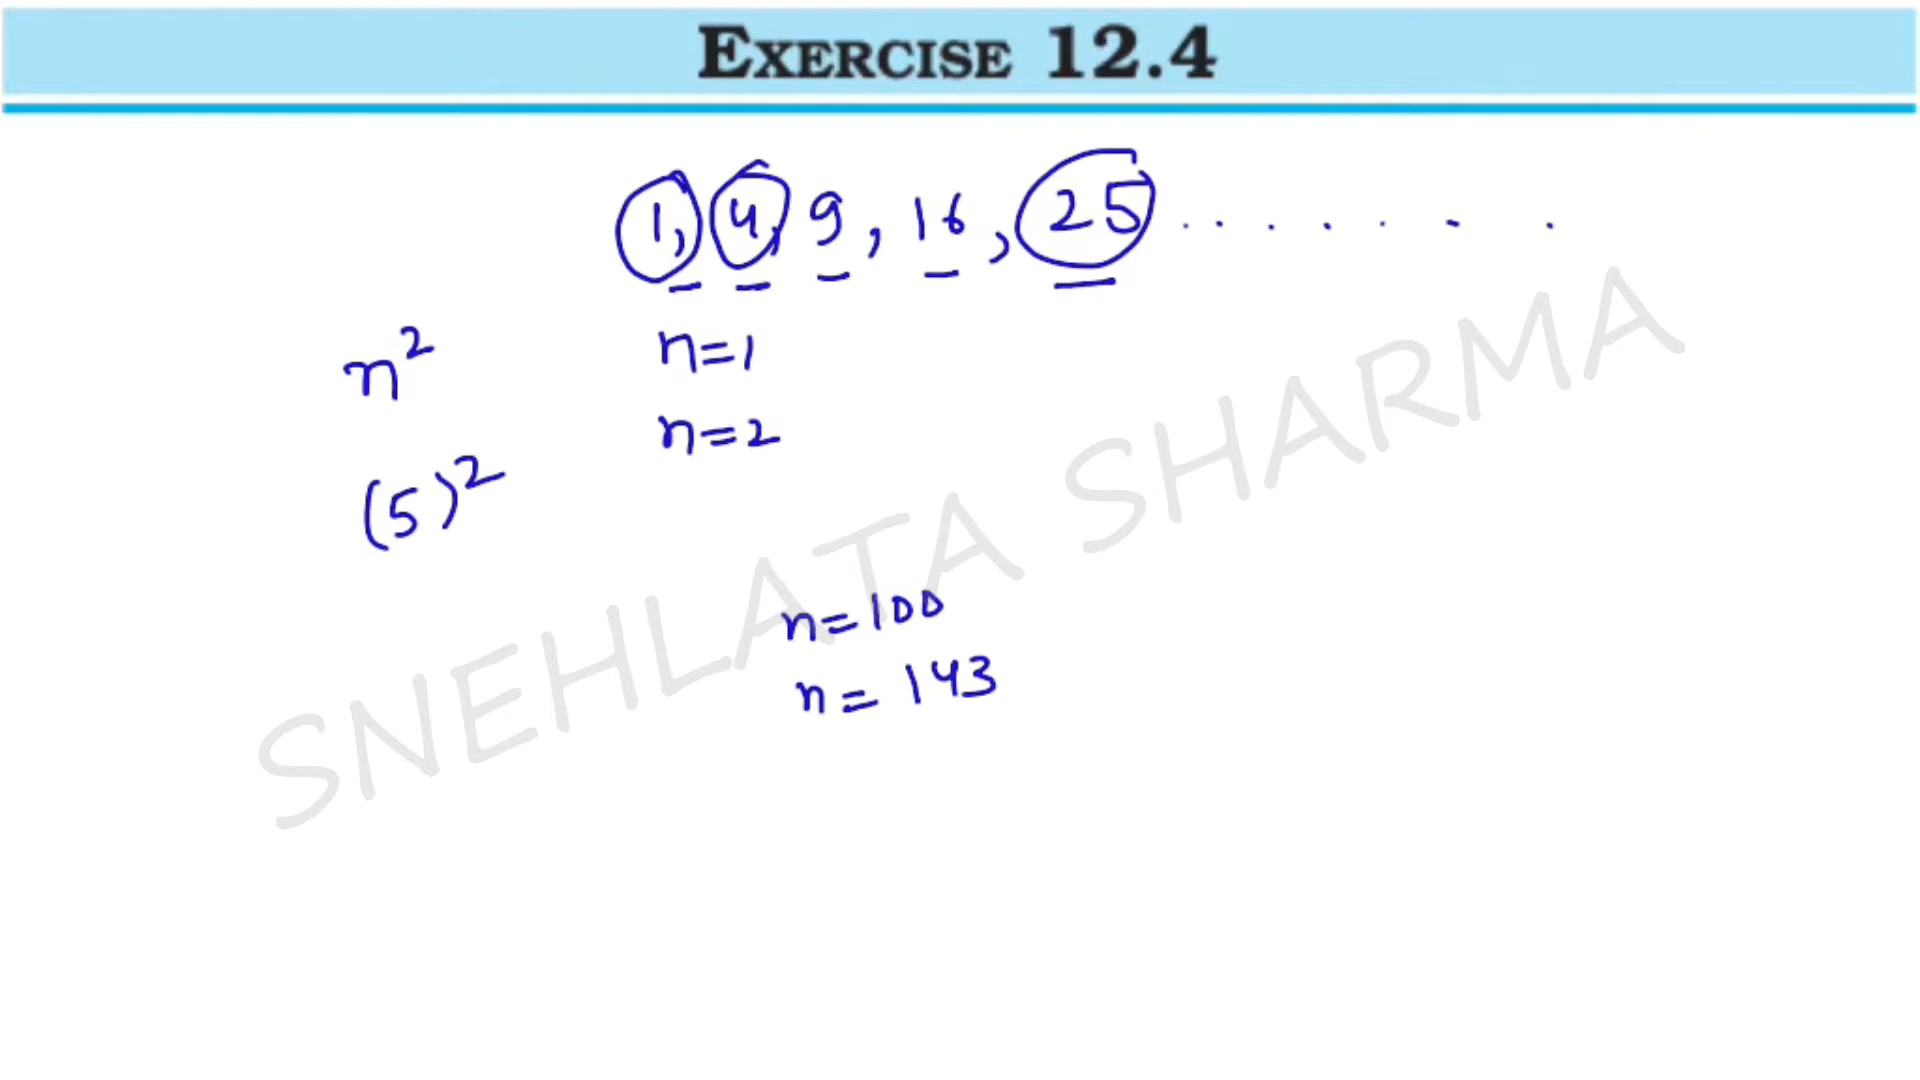 EXERCISE 12.4
1, 4, 9, 16, 25 . . . . . . .
n² n=1
n=2
(5)²
n=100
n= 143
SNEHLATA SHARMA